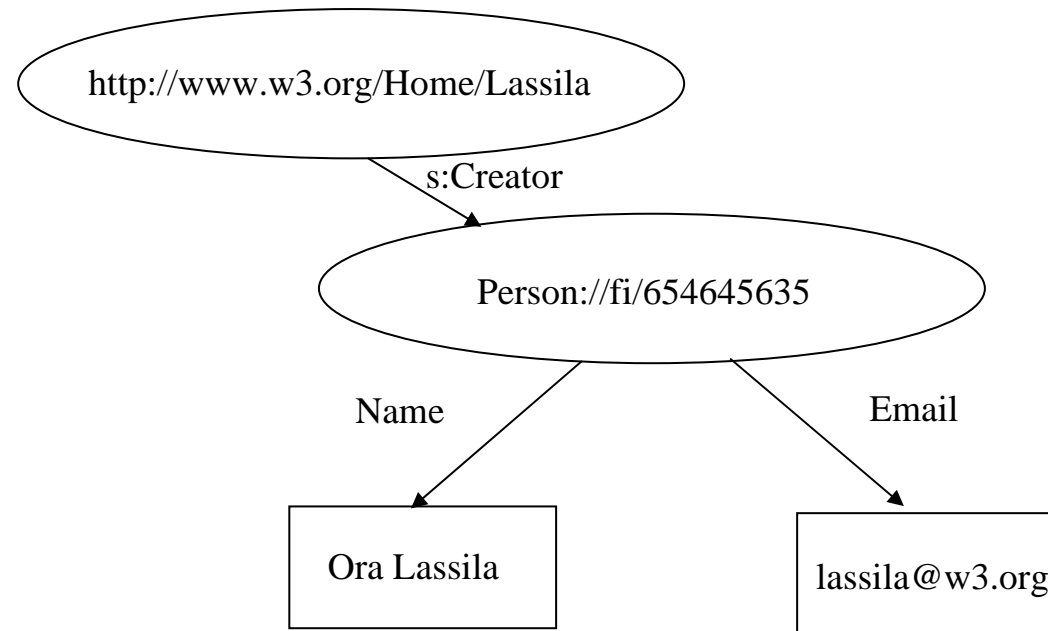 http://www.w3.org/Home/Lassila
s:Creator
Person://fi/654645635
Name
Email
Ora Lassila
lassila@w3.org